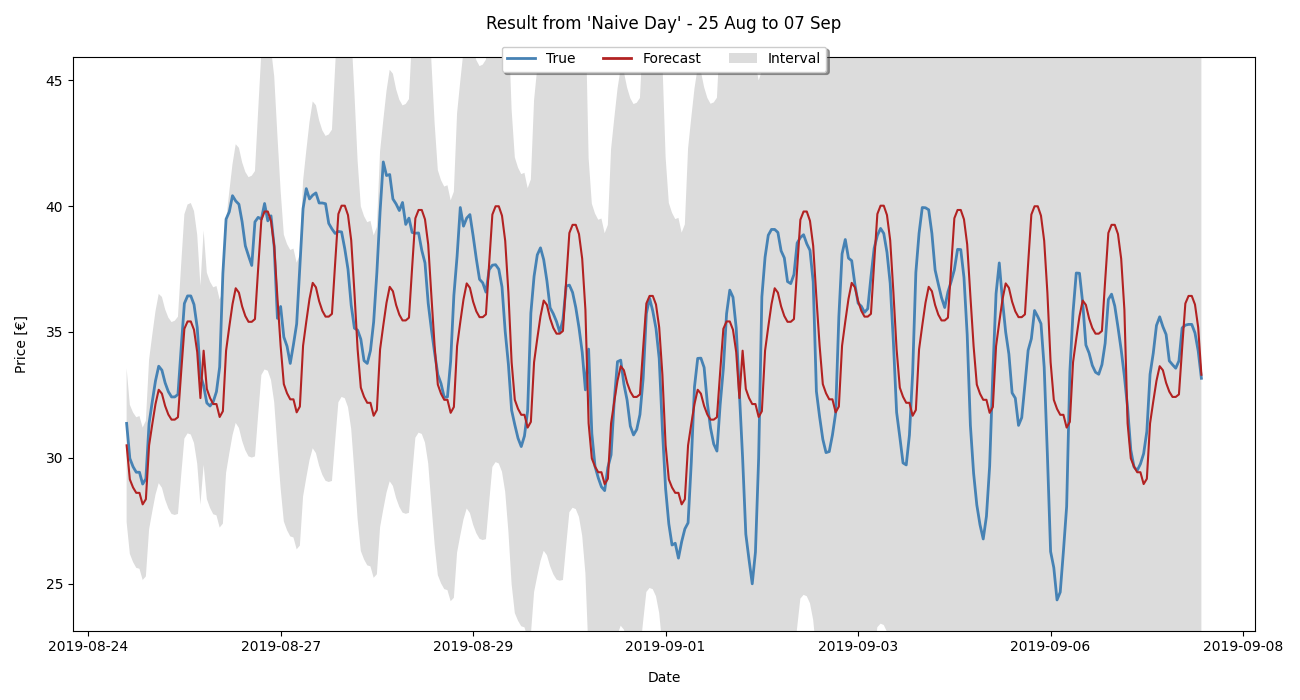 Result from 'Naive Day' - 25 Aug to 07 Sep
True Forecast Interval
45
40
35
30
25
Price [€]
2019-08-24 2019-08-27 2019-08-29 2019-09-01 2019-09-03 2019-09-06 2019-09-08
Date